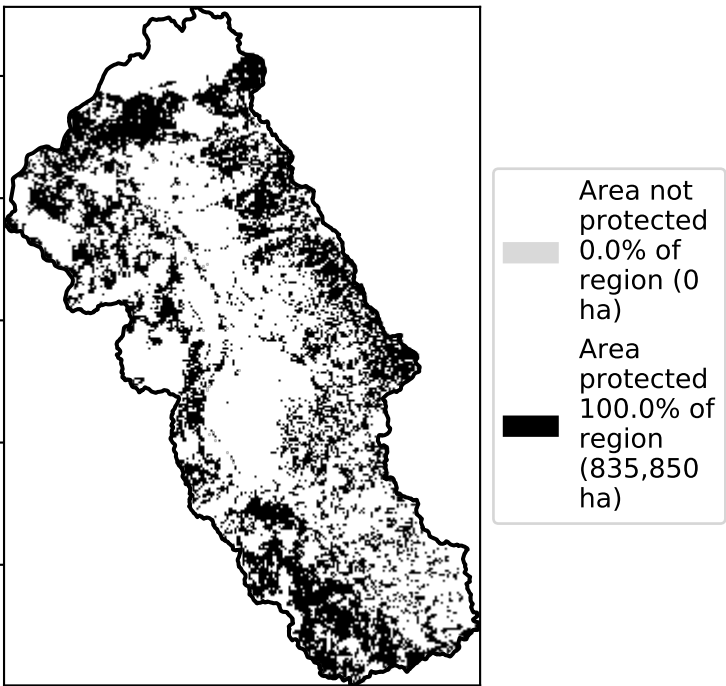 Area not
protected
0.0% of
region (0
ha)
Area
protected
100.0% of
region
(835,850
ha)